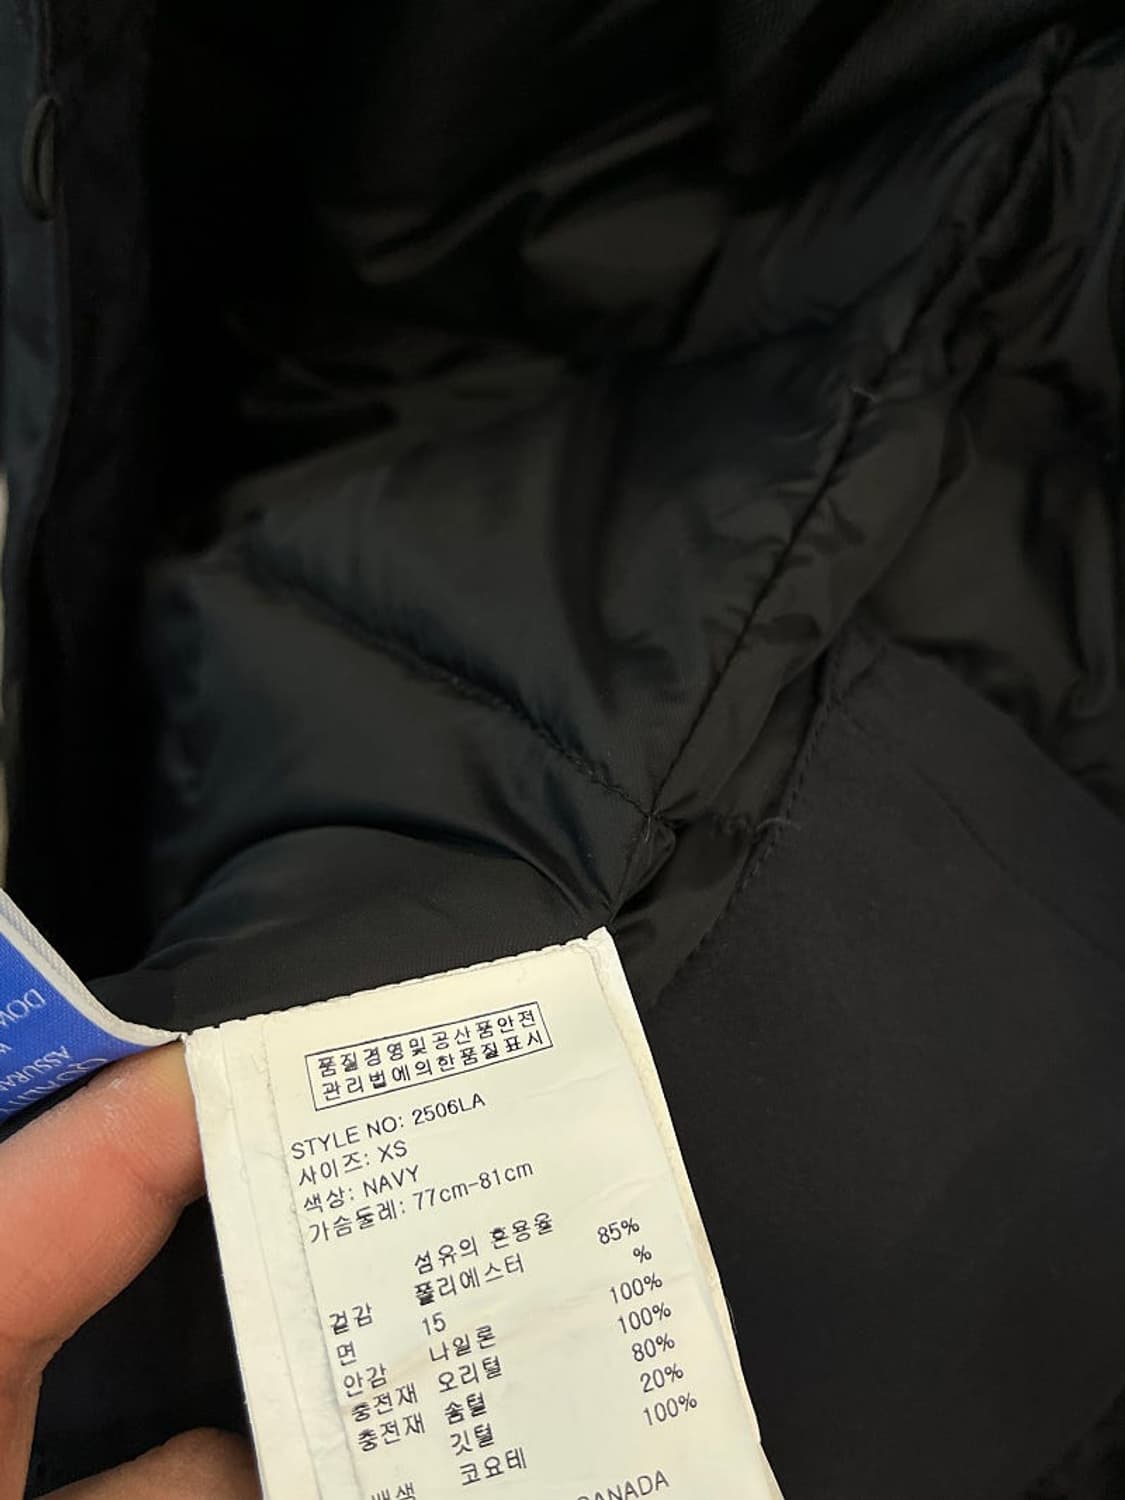 품질경영및공산품안전
관리법에의한품질표시
STYLE NO: 2506LA
사이즈: XS
색상: NAVY
가슴둘레: 77cm-81cm
섬유의 혼용율
겉감 폴리에스터 85%
면 15 %
안감 나일론 100%
충전재 오리털 100%
충전재 솜털 80%
깃털 20%
코요테 100%
배색
CANADA
ASSURA